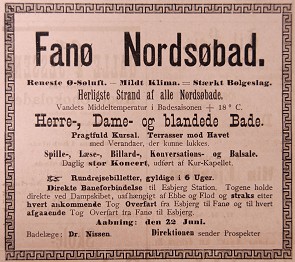 Fanø Nordsøbad.
Reneste Ø-Søluft. — Mildt Klima. — Stærkt Bølgeslag.
Herligste Strand af alle Nordsøbade.
Vandets Middeltemperatur i Badesaisonen + 18° C.
Herre-, Dame- og blandede Bade.
Pragtfuld Kursal. Terrasser mod Havet
med Verandaer, der kunne lukkes.
Spille-, Læse-, Billard-, Konversations- og Balsale.
Daglig stor Koncert, udført af Kur-Kapellet.
☛ Rundrejsebilletter, gyldige i 6 Uger.
Direkte Baneforbindelse til Esbjerg Station. Togene holde
direkte ved Dampskibet, uafhængigt af Ebbe og Flod og straks efter
hvert ankommende Tog Overfart fra Esbjerg til Fanø og til hvert
afgaaende Tog Overfart fra Fanø til Esbjerg.
Aabning: den 22 Juni.
Badelæge: Dr. Nissen. Direktionen sender Prospekter